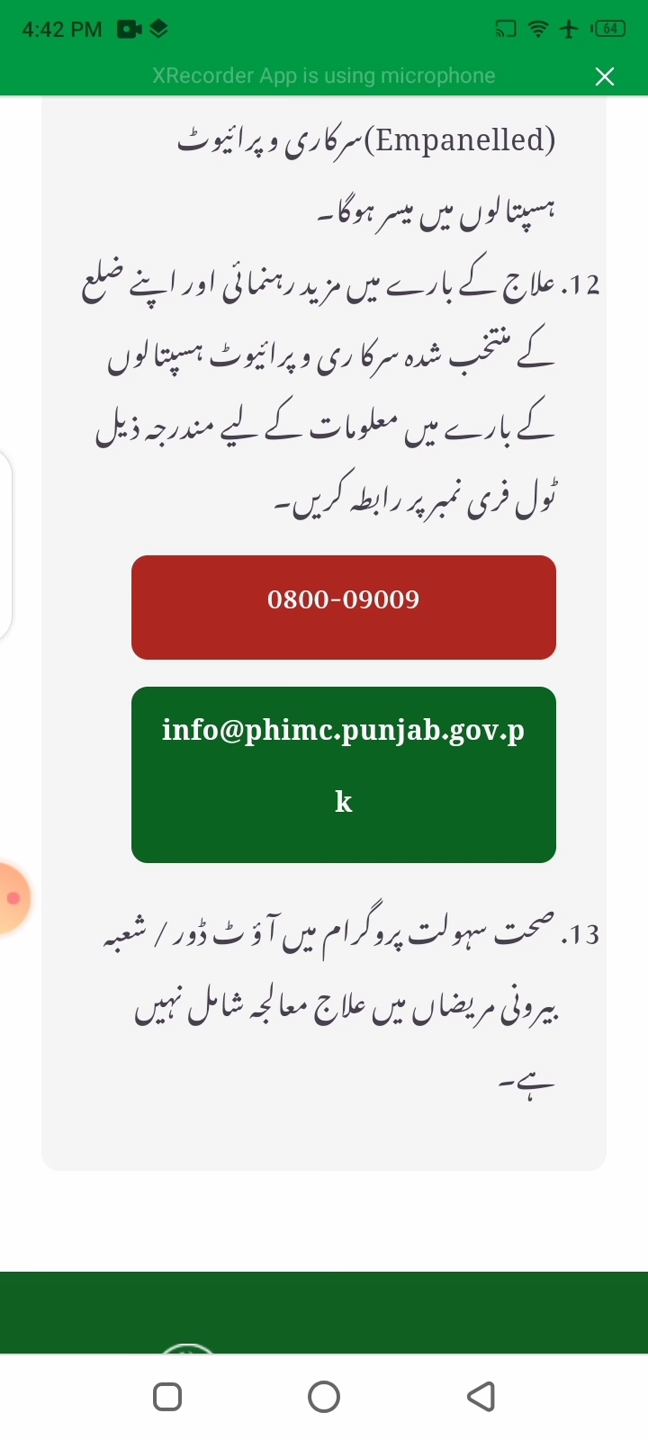 4:42 PM
64
XRecorder App is using microphone
(Empanelled)سرکاری و پرائیوٹ
ہسپتالوں میں میسر ہوگا۔
12. علاج کے بارے میں مزید رہنمائی اور اپنے ضلع
کے منتخب شدہ سرکا ری و پرائیوٹ ہسپتالوں
کے بارے میں معلومات کے لیے مندرجہ ذیل
ٹول فری نمبر پر رابطہ کریں۔
0800-09009
info@phimc.punjab.gov.p
k
13. صحت سہولت پروگرام میں آ ؤ ٹ ڈور / شعبہ
بیرونی مریضاں میں علاج معالجہ شامل نہیں
ہے۔